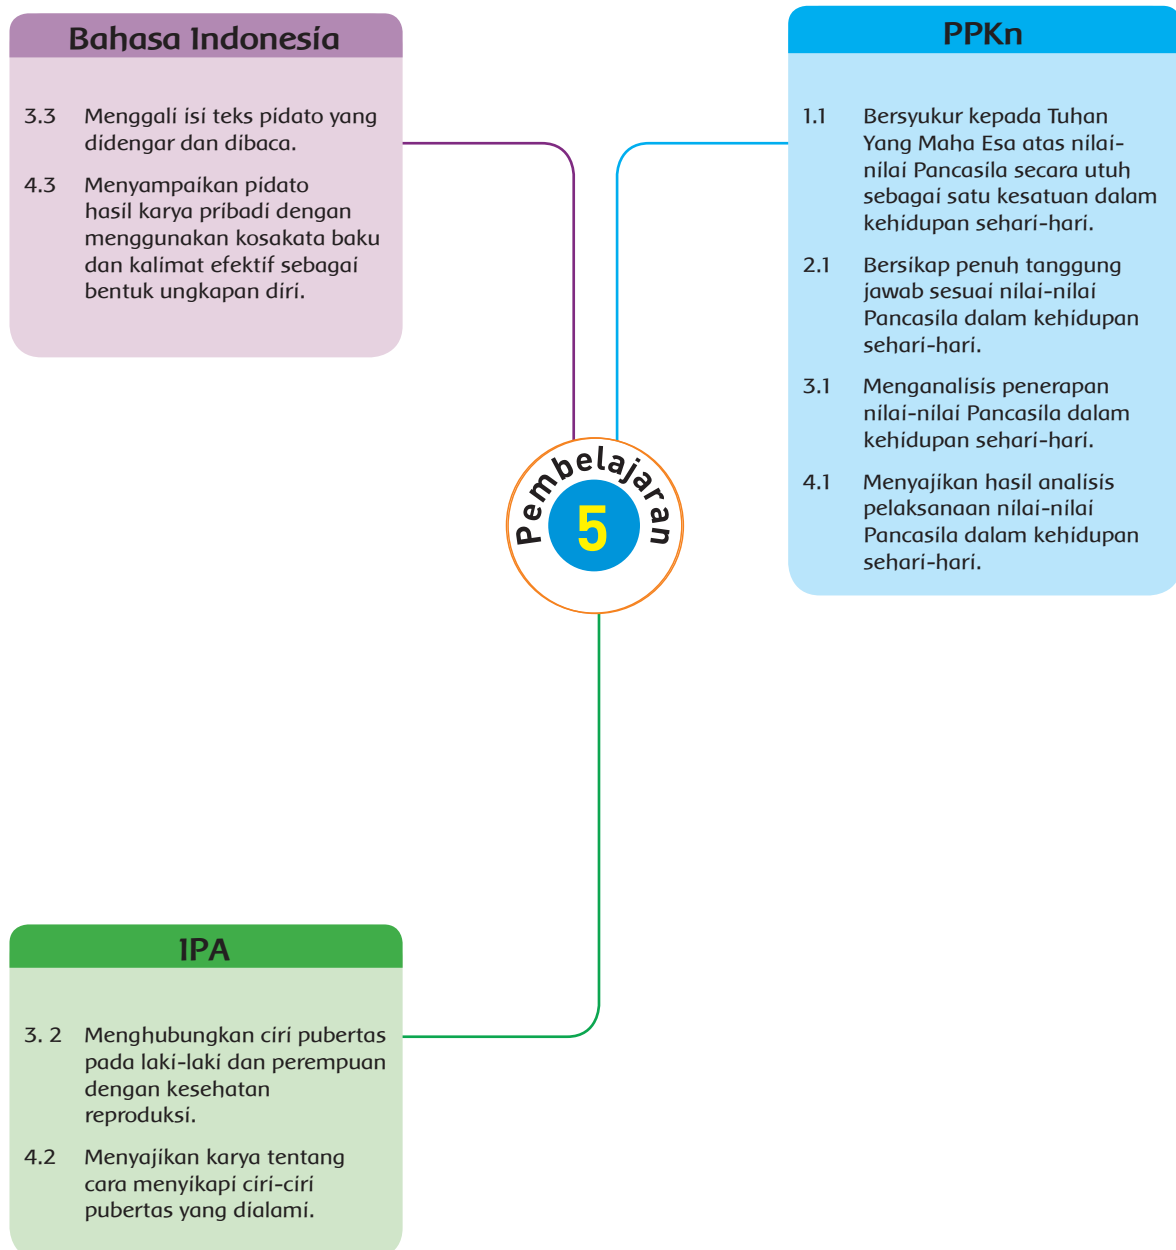 Bahasa Indonesia
3.3 Menggali isi teks pidato yang
didengar dan dibaca.
4.3 Menyampaikan pidato
hasil karya pribadi dengan
menggunakan kosakata baku
dan kalimat efektif sebagai
bentuk ungkapan diri.
PPKn
1.1 Bersyukur kepada Tuhan
Yang Maha Esa atas nilai-
nilai Pancasila secara utuh
sebagai satu kesatuan dalam
kehidupan sehari-hari.
2.1 Bersikap penuh tanggung
jawab sesuai nilai-nilai
Pancasila dalam kehidupan
sehari-hari.
3.1 Menganalisis penerapan
nilai-nilai Pancasila dalam
kehidupan sehari-hari.
4.1 Menyajikan hasil analisis
pelaksanaan nilai-nilai
Pancasila dalam kehidupan
sehari-hari.
Pembelajaran
5
IPA
3. 2 Menghubungkan ciri pubertas
pada laki-laki dan perempuan
dengan kesehatan
reproduksi.
4.2 Menyajikan karya tentang
cara menyikapi ciri-ciri
pubertas yang dialami.